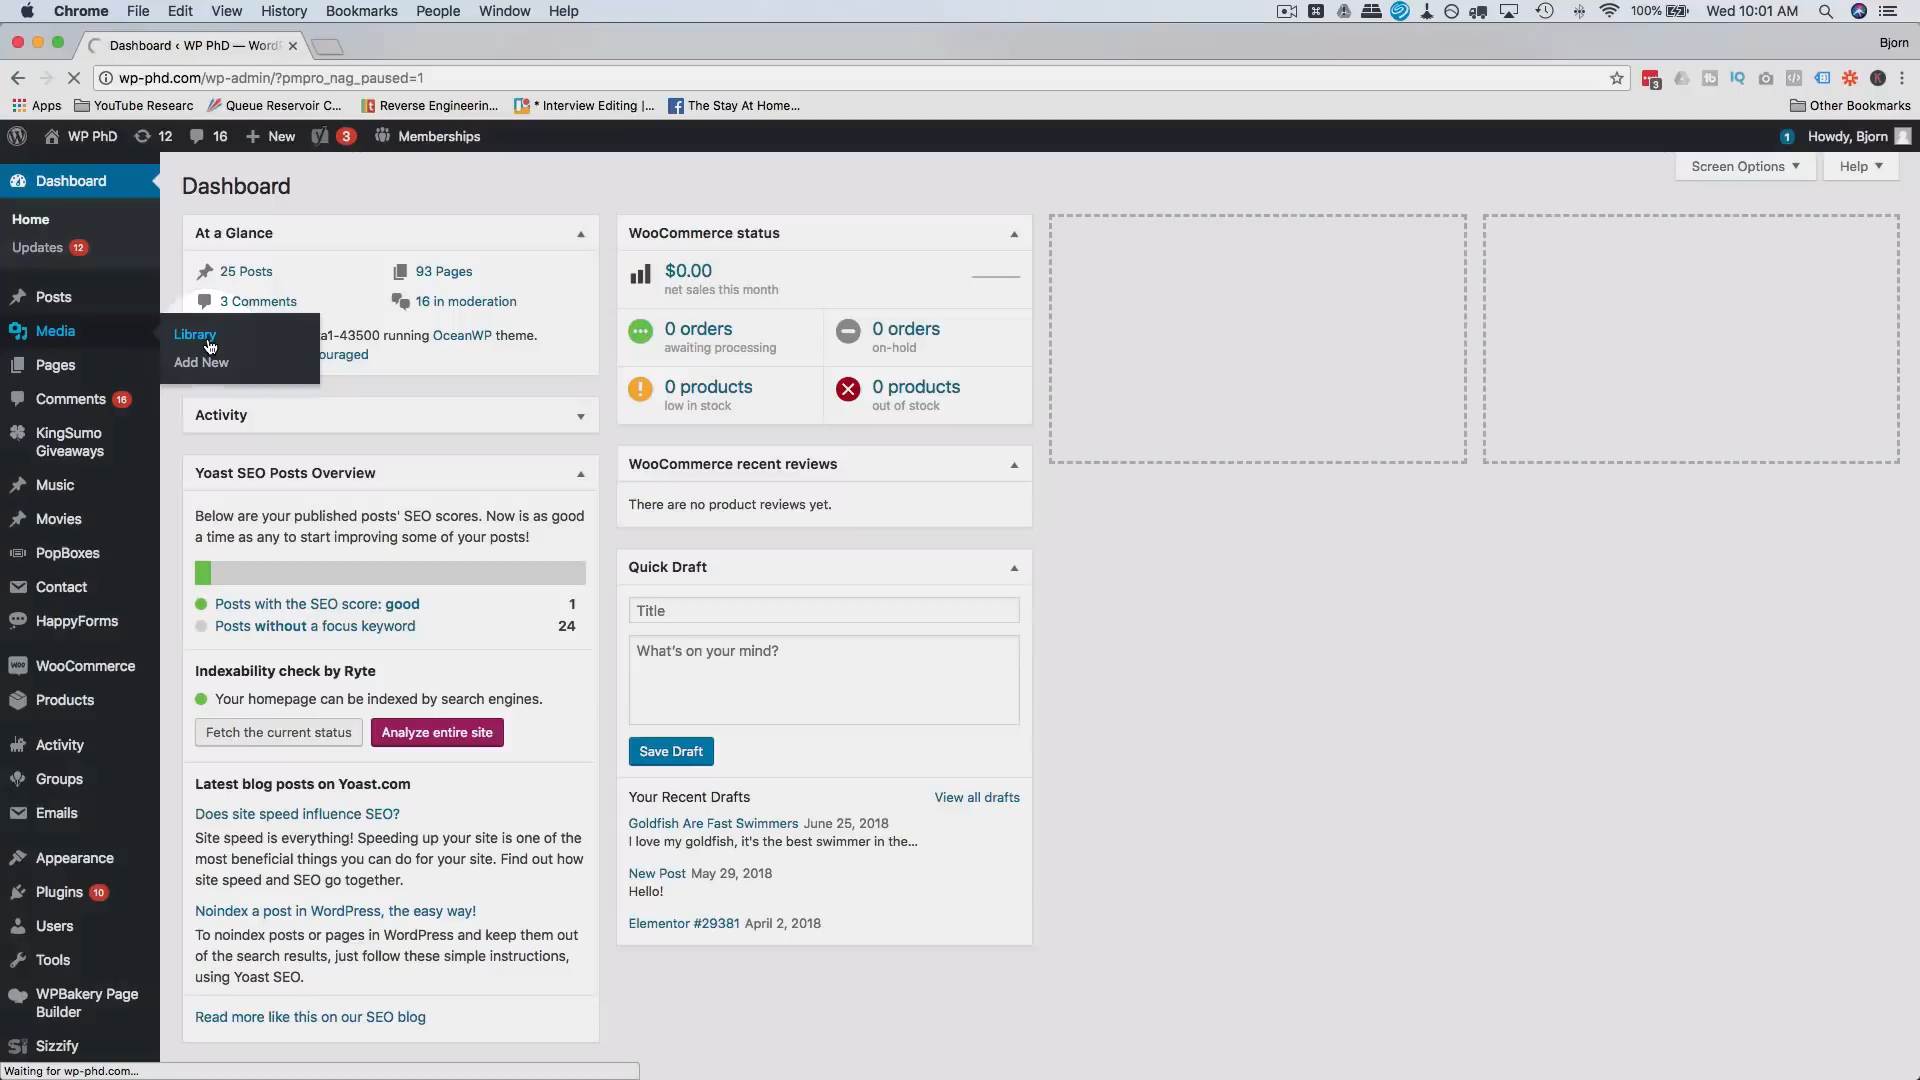 Chrome File Edit View History Bookmarks People Window Help
100% Wed 10:01 AM
Dashboard ‹ WP PhD — Word
Bjorn
wp-phd.com/wp-admin/?pmpro_nag_paused=1
3
Apps YouTube Researc Queue Reservoir C... Reverse Engineerin... * Interview Editing |... The Stay At Home... Other Bookmarks
WP PhD 12 16 New 3 Memberships 1 Howdy, Bjorn
Dashboard
Home
Updates 12
Posts
Media
Library
Add New
Pages
Comments 16
KingSumo
Giveaways
Music
Movies
PopBoxes
Contact
HappyForms
WooCommerce
Products
Activity
Groups
Emails
Appearance
Plugins 10
Users
Tools
WPBakery Page
Builder
Sizzify
Waiting for wp-phd.com...
Dashboard
Screen Options Help
At a Glance
25 Posts 93 Pages
3 Comments 16 in moderation
a1-43500 running OceanWP theme.
ouraged
Activity
Yoast SEO Posts Overview
Below are your published posts' SEO scores. Now is as good
a time as any to start improving some of your posts!
Posts with the SEO score: good 1
Posts without a focus keyword 24
Indexability check by Ryte
Your homepage can be indexed by search engines.
Fetch the current status Analyze entire site
Latest blog posts on Yoast.com
Does site speed influence SEO?
Site speed is everything! Speeding up your site is one of the
most beneficial things you can do for your site. Find out how
site speed and SEO go together.
Noindex a post in WordPress, the easy way!
To noindex posts or pages in WordPress and keep them out
of the search results, just follow these simple instructions,
using Yoast SEO.
Read more like this on our SEO blog
WooCommerce status
$0.00
net sales this month
0 orders
awaiting processing
0 orders
on-hold
0 products
low in stock
0 products
out of stock
WooCommerce recent reviews
There are no product reviews yet.
Quick Draft
Title
What's on your mind?
Save Draft
Your Recent Drafts View all drafts
Goldfish Are Fast Swimmers June 25, 2018
I love my goldfish, it's the best swimmer in the...
New Post May 29, 2018
Hello!
Elementor #29381 April 2, 2018